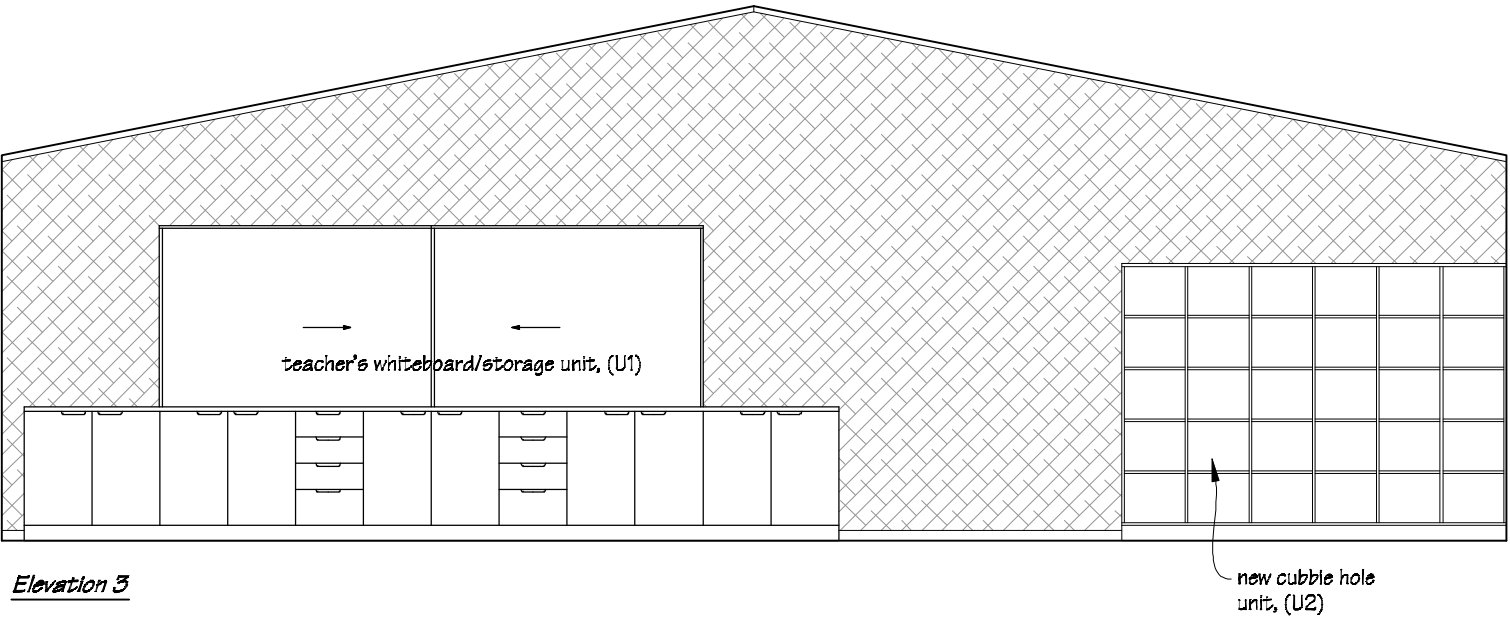 teacher's whiteboard/storage unit, (U1)
Elevation 3
new cubbie hole
unit, (U2)